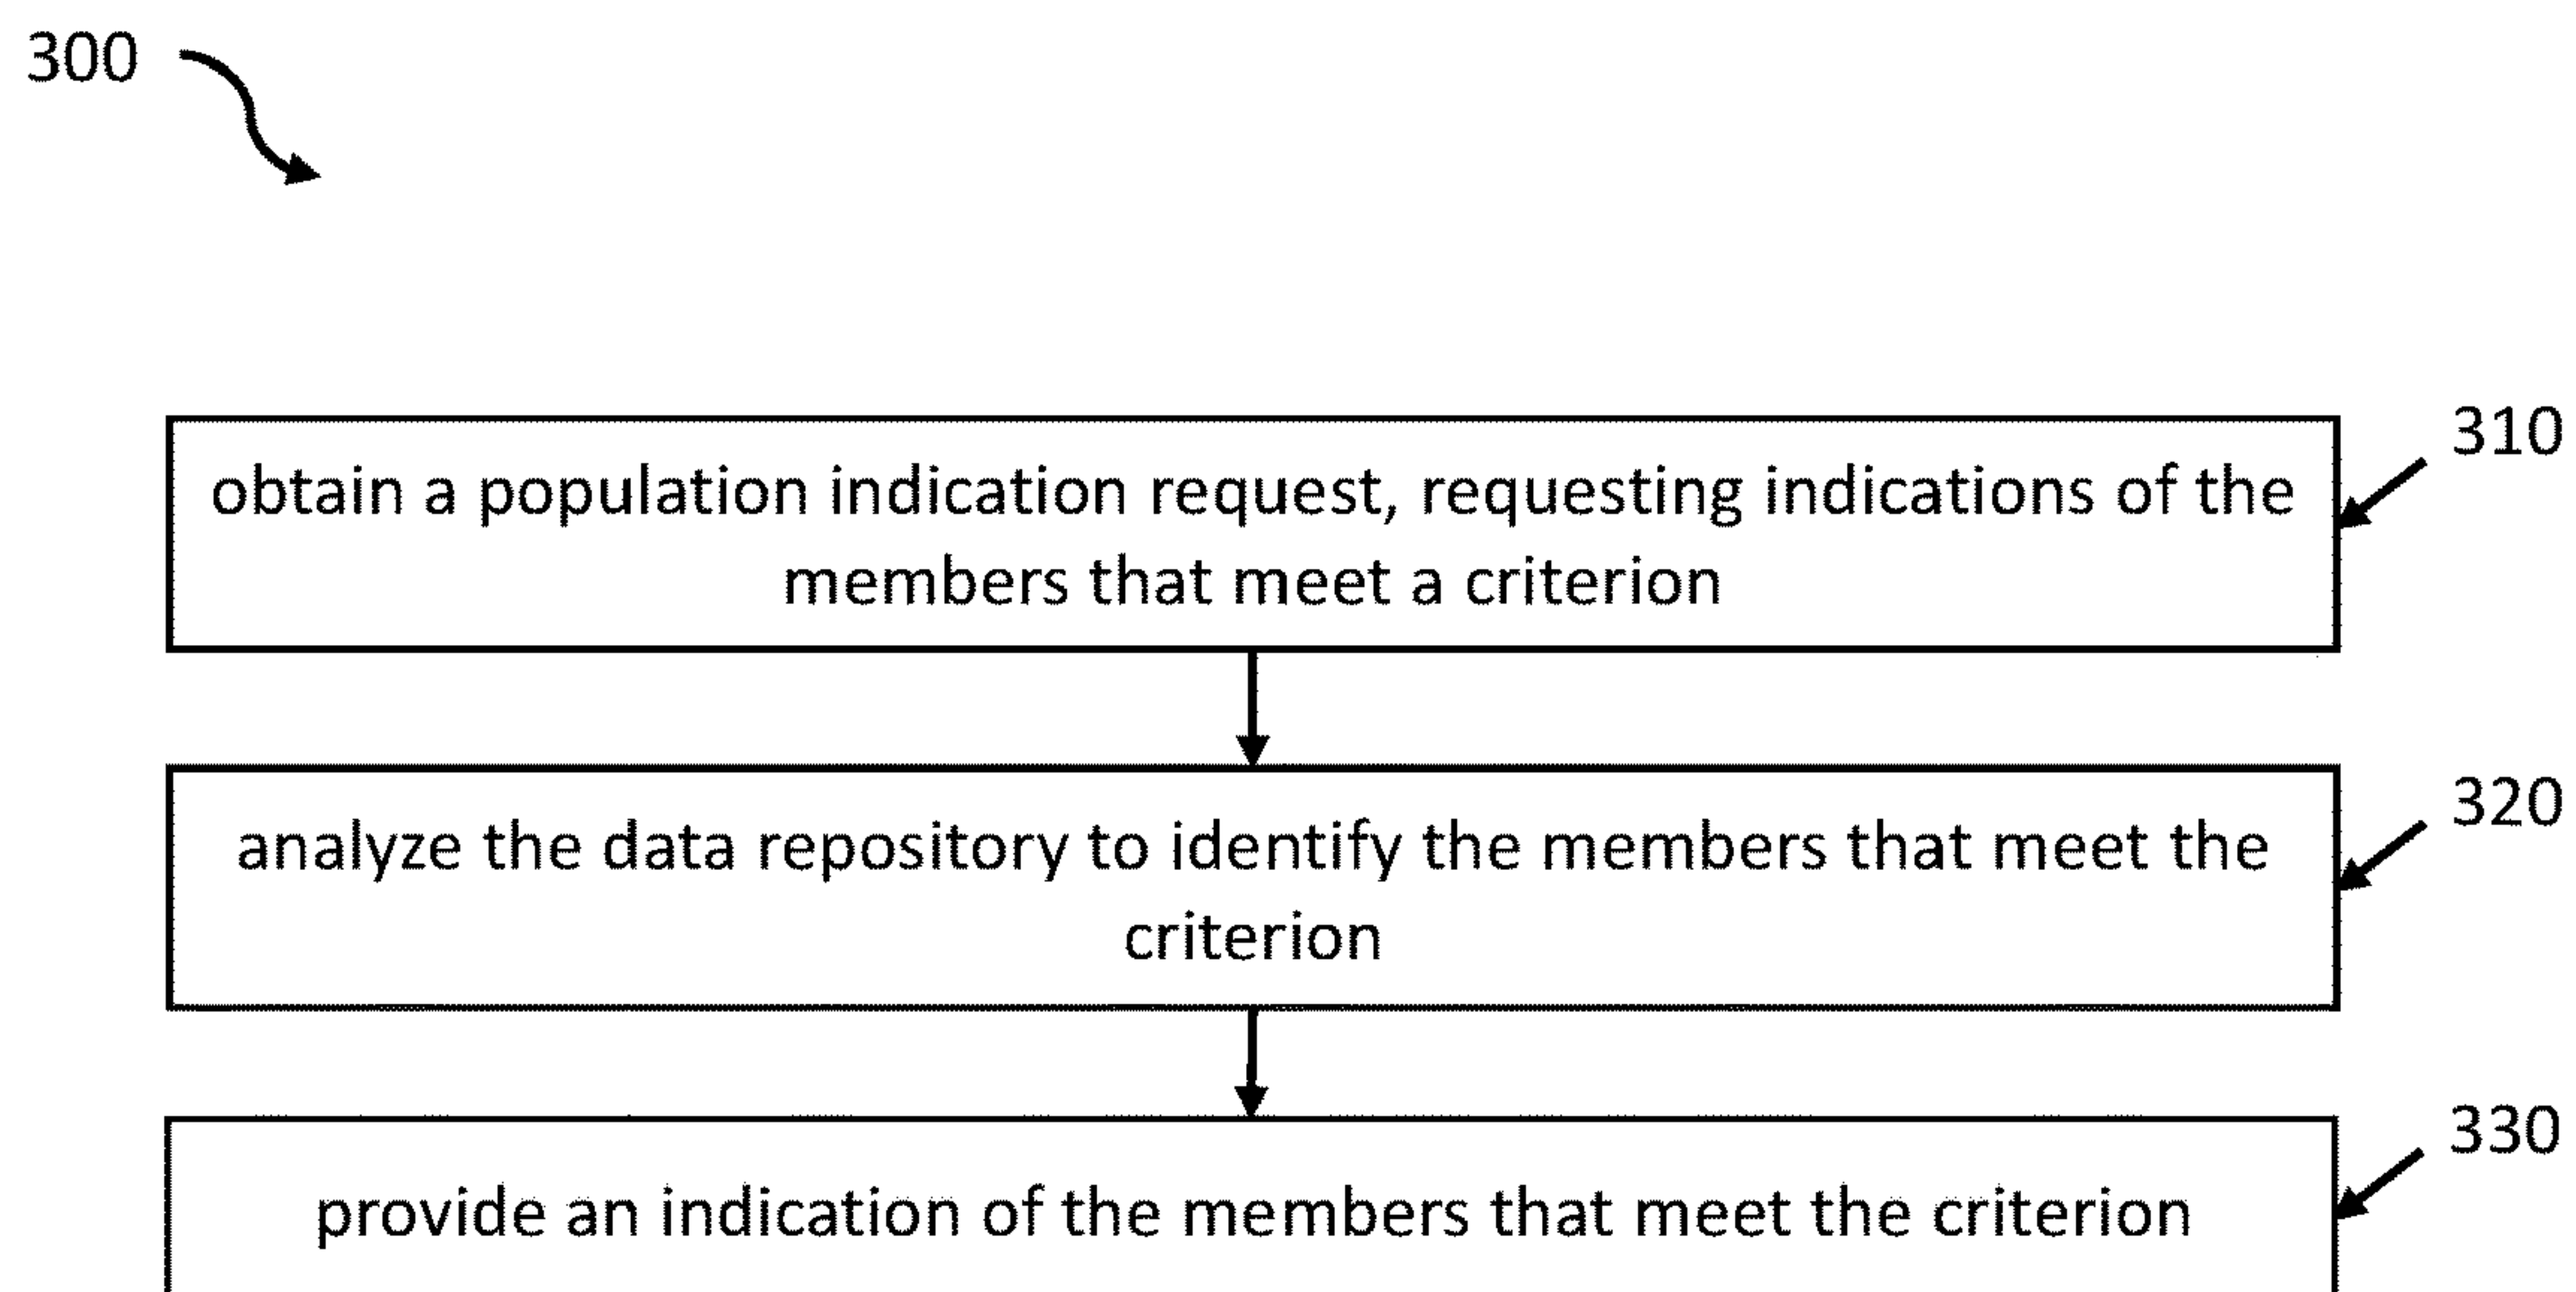 300
310
obtain a population indication request, requesting indications of the
members that meet a criterion
320
analyze the data repository to identify the members that meet the
criterion
330
provide an indication of the members that meet the criterion